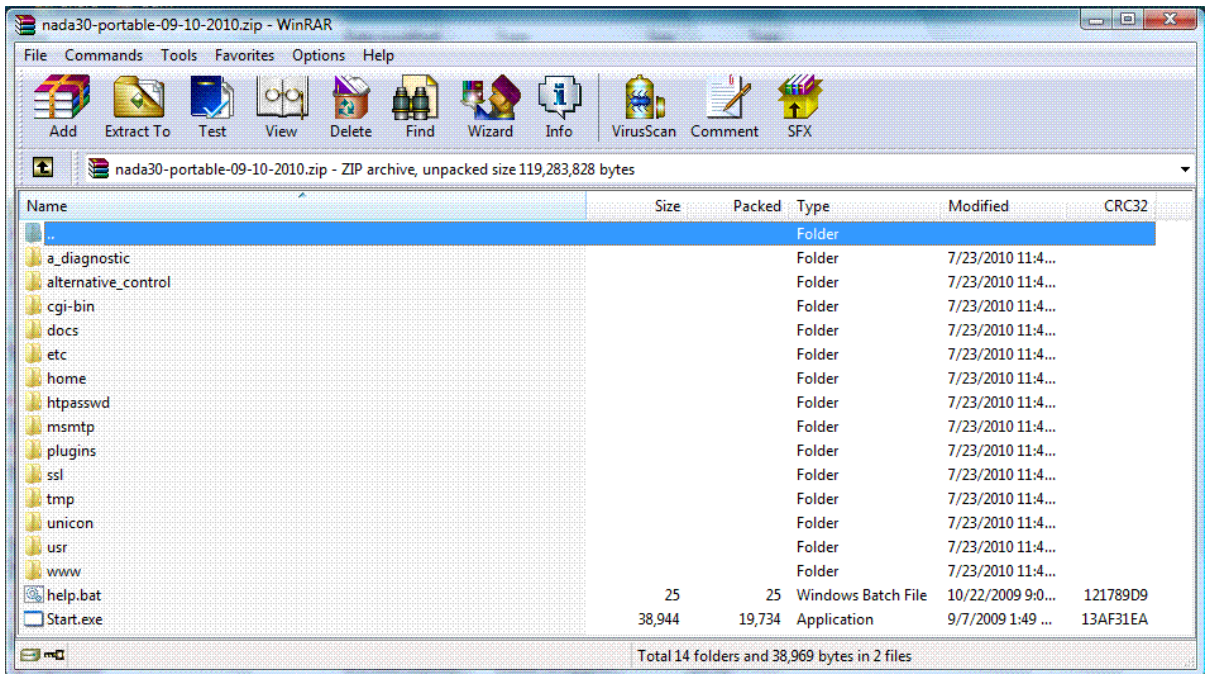 nada30-portable-09-10-2010.zip - WinRAR
File Commands Tools Favorites Options Help
Add Extract To Test View Delete Find Wizard Info VirusScan Comment SFX
nada30-portable-09-10-2010.zip - ZIP archive, unpacked size 119,283,828 bytes
Name Size Packed Type Modified CRC32
.. Folder
a_diagnostic Folder 7/23/2010 11:4...
alternative_control Folder 7/23/2010 11:4...
cgi-bin Folder 7/23/2010 11:4...
docs Folder 7/23/2010 11:4...
etc Folder 7/23/2010 11:4...
home Folder 7/23/2010 11:4...
htpasswd Folder 7/23/2010 11:4...
msmtp Folder 7/23/2010 11:4...
plugins Folder 7/23/2010 11:4...
ssl Folder 7/23/2010 11:4...
tmp Folder 7/23/2010 11:4...
unicon Folder 7/23/2010 11:4...
usr Folder 7/23/2010 11:4...
www Folder 7/23/2010 11:4...
help.bat 25 25 Windows Batch File 10/22/2009 9:0... 121789D9
Start.exe 38,944 19,734 Application 9/7/2009 1:49 ... 13AF31EA
Total 14 folders and 38,969 bytes in 2 files